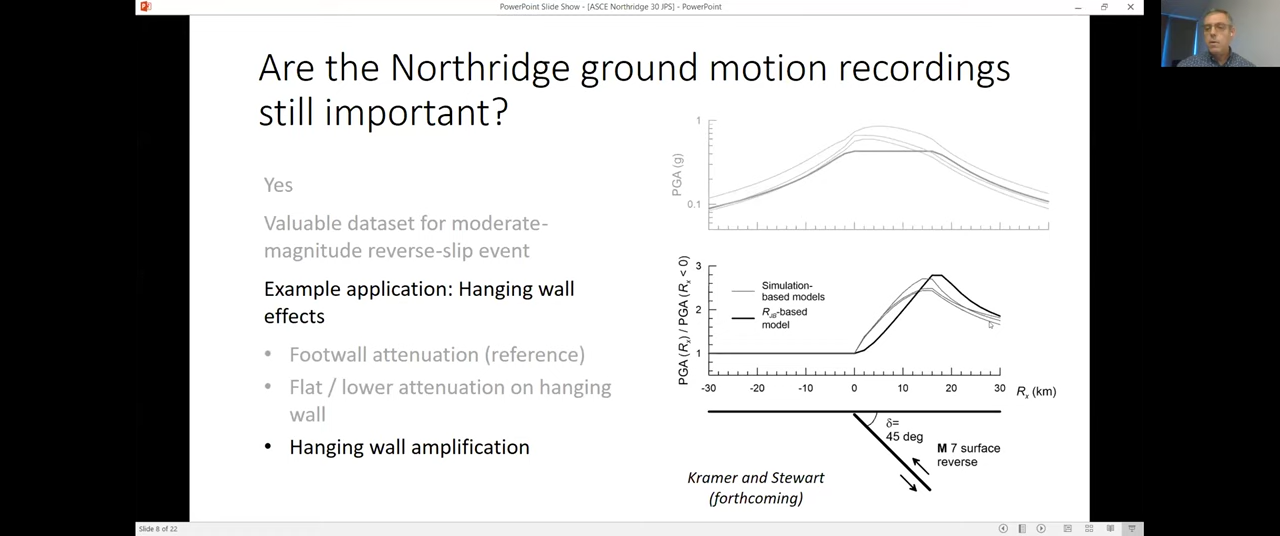 PowerPoint Slide Show - [ASCE Northridge 30 JPS] - PowerPoint
Are the Northridge ground motion recordings
still important?
Yes
Valuable dataset for moderate-
magnitude reverse-slip event
Example application: Hanging wall
effects
• Footwall attenuation (reference)
• Flat / lower attenuation on hanging
wall
• Hanging wall amplification
1
PGA (g)
0.1
3
PGA (Rx) / PGA (Rx < 0)
2
1
Simulation-
based models
RJB-based
model
-30 -20 -10 0 10 20 30 Rx (km)
δ=
45 deg
M 7 surface
reverse
Kramer and Stewart
(forthcoming)
Slide 8 of 22